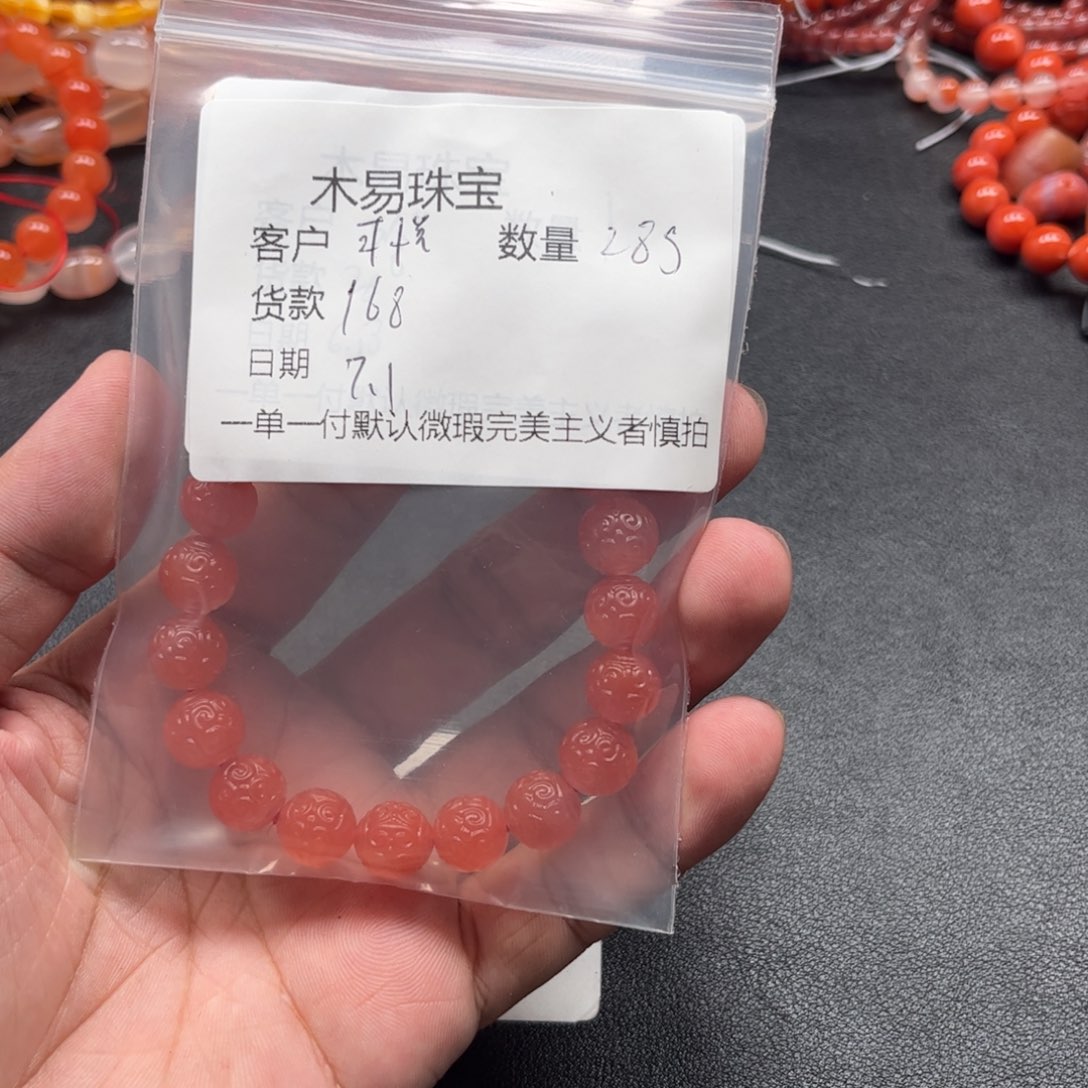 木易珠宝
客户 数量 285
货款 168
日期 7.1
一单一付默认微瑕完美主义者慎拍